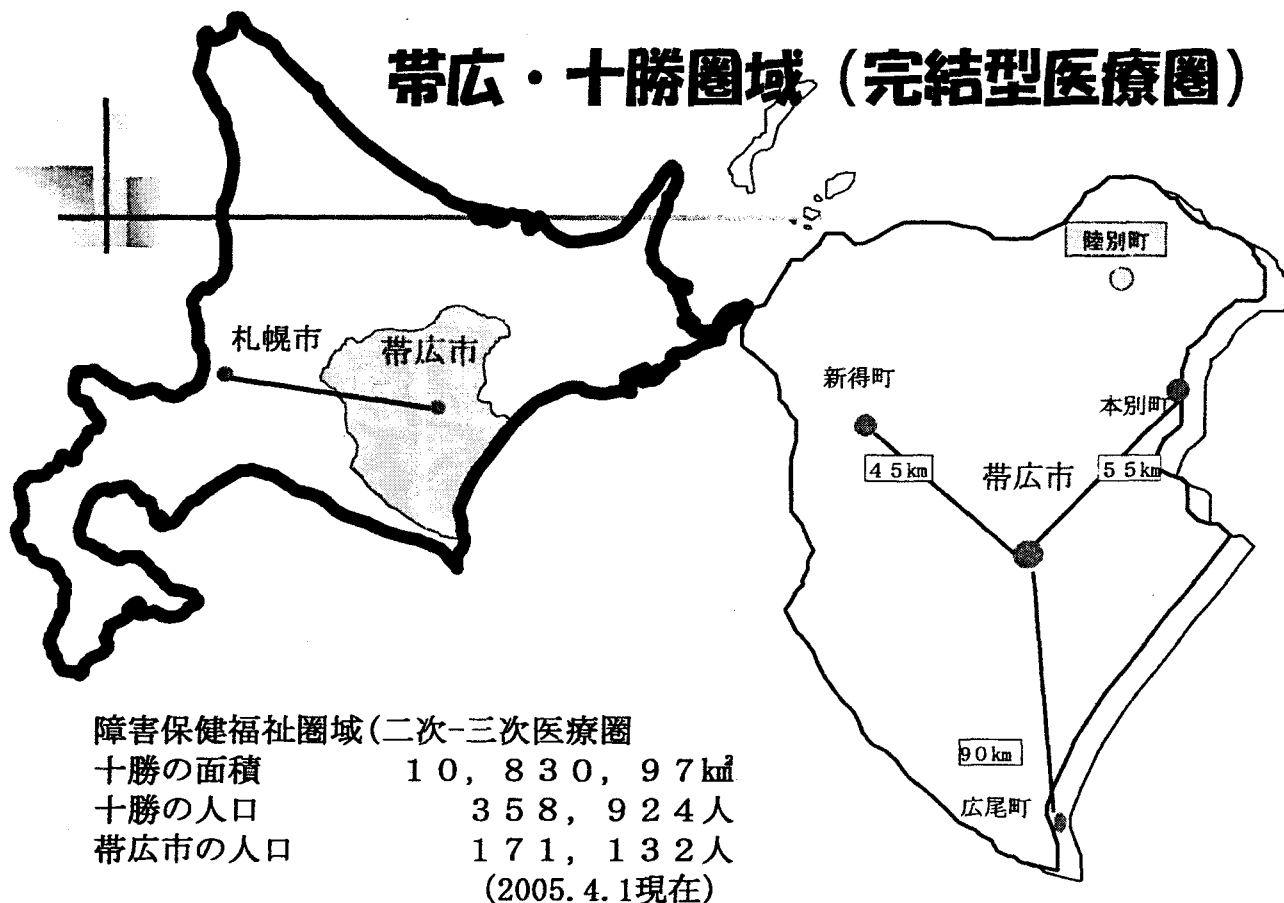 帯広・十勝圏域（完結型医療圏）
陸別町
札幌市
帯広市
新得町
本別町
４５km
帯広市
５５km
90km
広尾町
障害保健福祉圏域(二次-三次医療圏
十勝の面積　１０，８３０，９７㎢
十勝の人口　３５８，９２４人
帯広市の人口　１７１，１３２人
(2005.4.1現在)